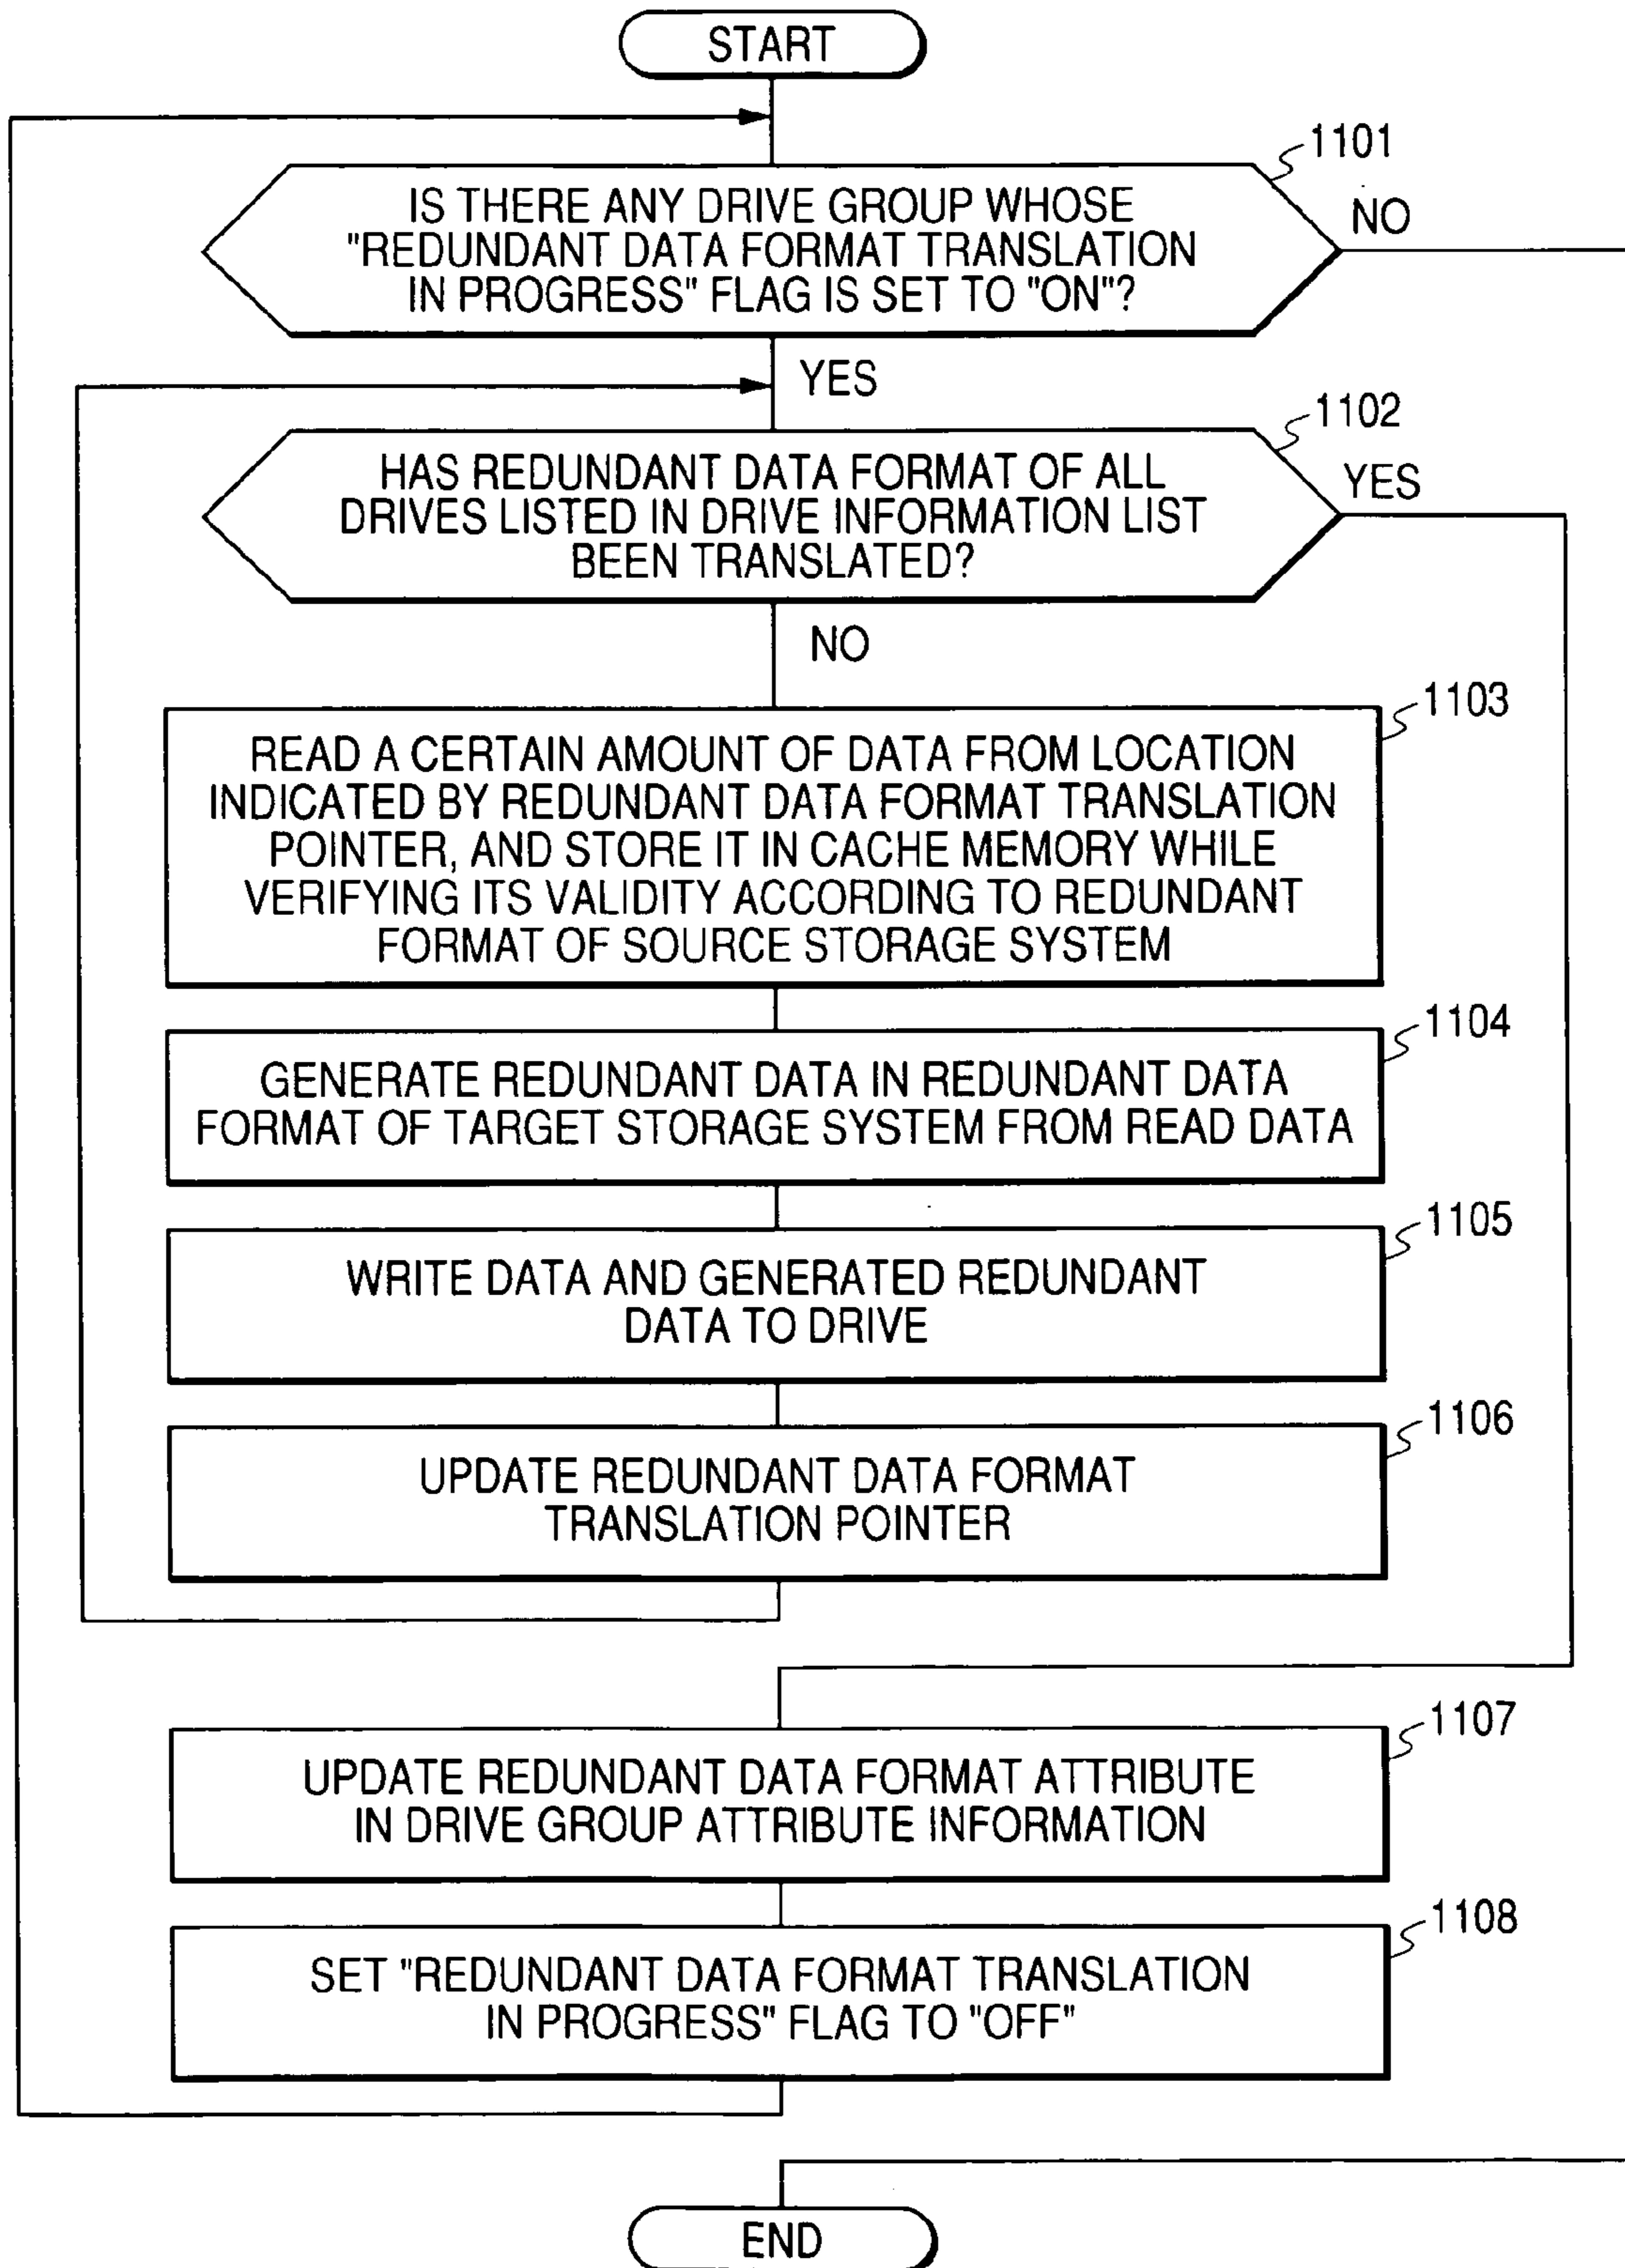 START
1101
IS THERE ANY DRIVE GROUP WHOSE
"REDUNDANT DATA FORMAT TRANSLATION
IN PROGRESS" FLAG IS SET TO "ON"?
NO
YES
1102
HAS REDUNDANT DATA FORMAT OF ALL
DRIVES LISTED IN DRIVE INFORMATION LIST
BEEN TRANSLATED?
YES
NO
1103
READ A CERTAIN AMOUNT OF DATA FROM LOCATION
INDICATED BY REDUNDANT DATA FORMAT TRANSLATION
POINTER, AND STORE IT IN CACHE MEMORY WHILE
VERIFYING ITS VALIDITY ACCORDING TO REDUNDANT
FORMAT OF SOURCE STORAGE SYSTEM
1104
GENERATE REDUNDANT DATA IN REDUNDANT DATA
FORMAT OF TARGET STORAGE SYSTEM FROM READ DATA
1105
WRITE DATA AND GENERATED REDUNDANT
DATA TO DRIVE
1106
UPDATE REDUNDANT DATA FORMAT
TRANSLATION POINTER
1107
UPDATE REDUNDANT DATA FORMAT ATTRIBUTE
IN DRIVE GROUP ATTRIBUTE INFORMATION
1108
SET "REDUNDANT DATA FORMAT TRANSLATION
IN PROGRESS" FLAG TO "OFF"
END